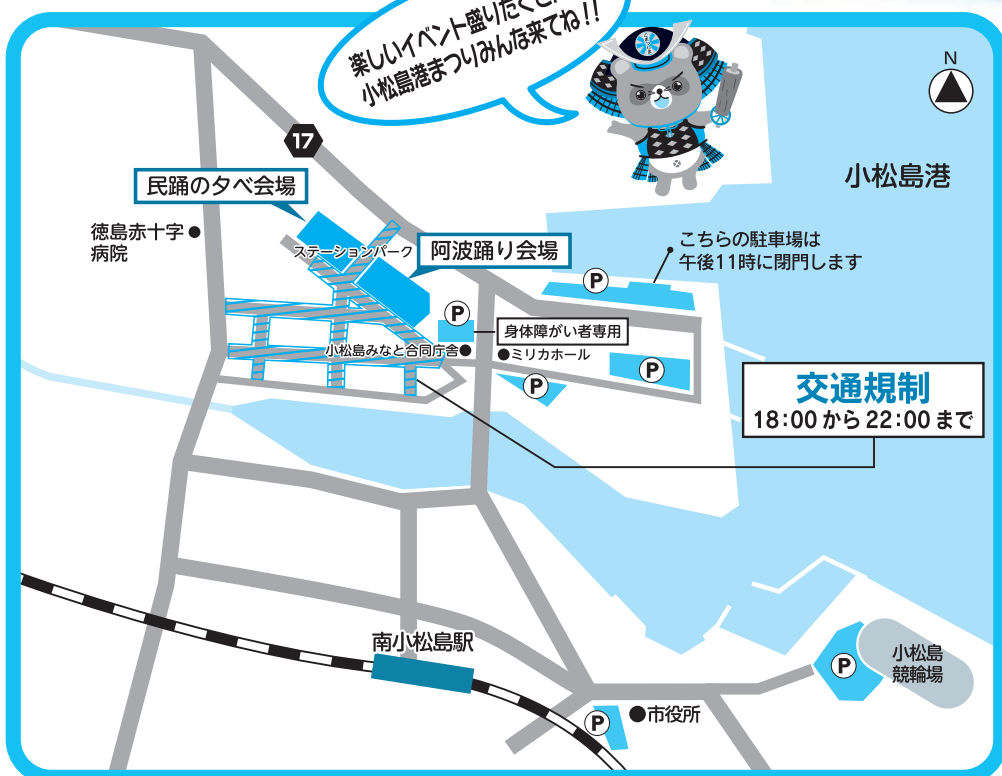 楽しいイベント盛りだくさん
小松島港まつりみんな来てね!!
N
小松島港
17
民踊の夕べ会場
徳島赤十字
病院
ステーションパーク
阿波踊り会場
こちらの駐車場は
午後11時に閉門します
P
P
身体障がい者専用
小松島みなと合同庁舎
ミリカホール
P
P
交通規制
18:00から22:00まで
南小松島駅
小松島
競輪場
P
P
市役所